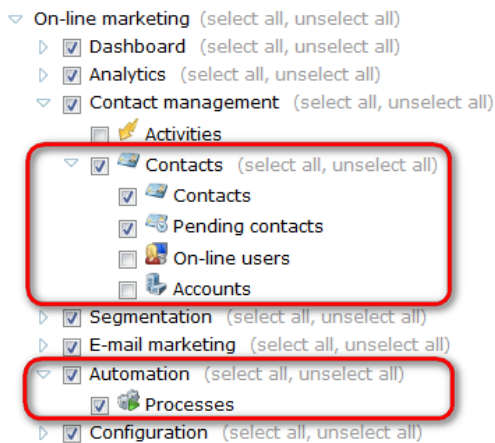 On-line marketing (select all, unselect all)
Dashboard (select all, unselect all)
Analytics (select all, unselect all)
Contact management (select all, unselect all)
Activities
Contacts (select all, unselect all)
Contacts
Pending contacts
On-line users
Accounts
Segmentation (select all, unselect all)
E-mail marketing (select all, unselect all)
Automation (select all, unselect all)
Processes
Configuration (select all, unselect all)